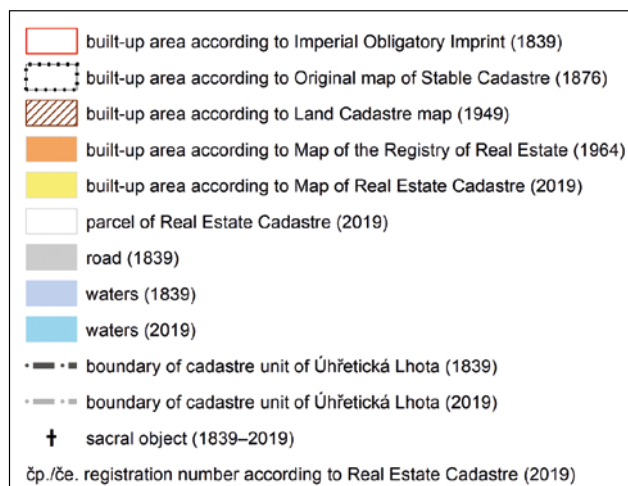 built-up area according to Imperial Obligatory Imprint (1839)
built-up area according to Original map of Stable Cadastre (1876)
built-up area according to Land Cadastre map (1949)
built-up area according to Map of the Registry of Real Estate (1964)
built-up area according to Map of Real Estate Cadastre (2019)
parcel of Real Estate Cadastre (2019)
road (1839)
waters (1839)
waters (2019)
boundary of cadastre unit of Úhřetická Lhota (1839)
boundary of cadastre unit of Úhřetická Lhota (2019)
sacral object (1839–2019)
čp./če. registration number according to Real Estate Cadastre (2019)